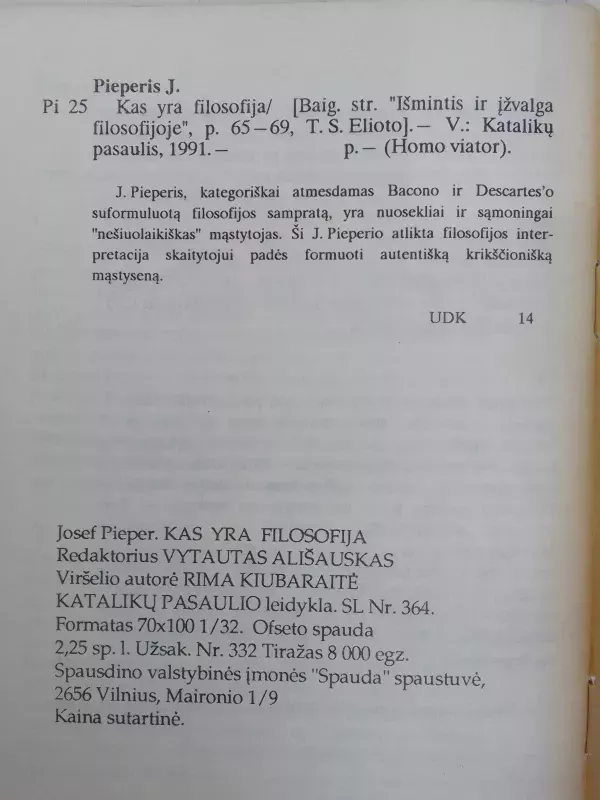 Pieperis J.
Pi 25 Kas yra filosofija/ [Baig. str. "Išmintis ir įžvalga
filosofijoje", p. 65–69, T. S. Elioto].– V.: Katalikų
pasaulis, 1991.– p.– (Homo viator).
J. Pieperis, kategoriškai atmesdamas Bacono ir Descartes'o
suformuluotą filosofijos sampratą, yra nuosekliai ir sąmoningai
"nešiuolaikiškas" mąstytojas. Ši J. Pieperio atlikta filosofijos inter-
pretacija skaitytojui padės formuoti autentišką krikščionišką
mąstyseną.
UDK 14
Josef Pieper. KAS YRA FILOSOFIJA
Redaktorius VYTAUTAS ALIŠAUSKAS
Viršelio autorė RIMA KIUBARAITĖ
KATALIKŲ PASAULIO leidykla. SL Nr. 364.
Formatas 70x100 1/32. Ofseto spauda
2,25 sp. l. Užsak. Nr. 332 Tiražas 8 000 egz.
Spausdino valstybinės įmonės "Spauda" spaustuvė,
2656 Vilnius, Maironio 1/9
Kaina sutartinė.